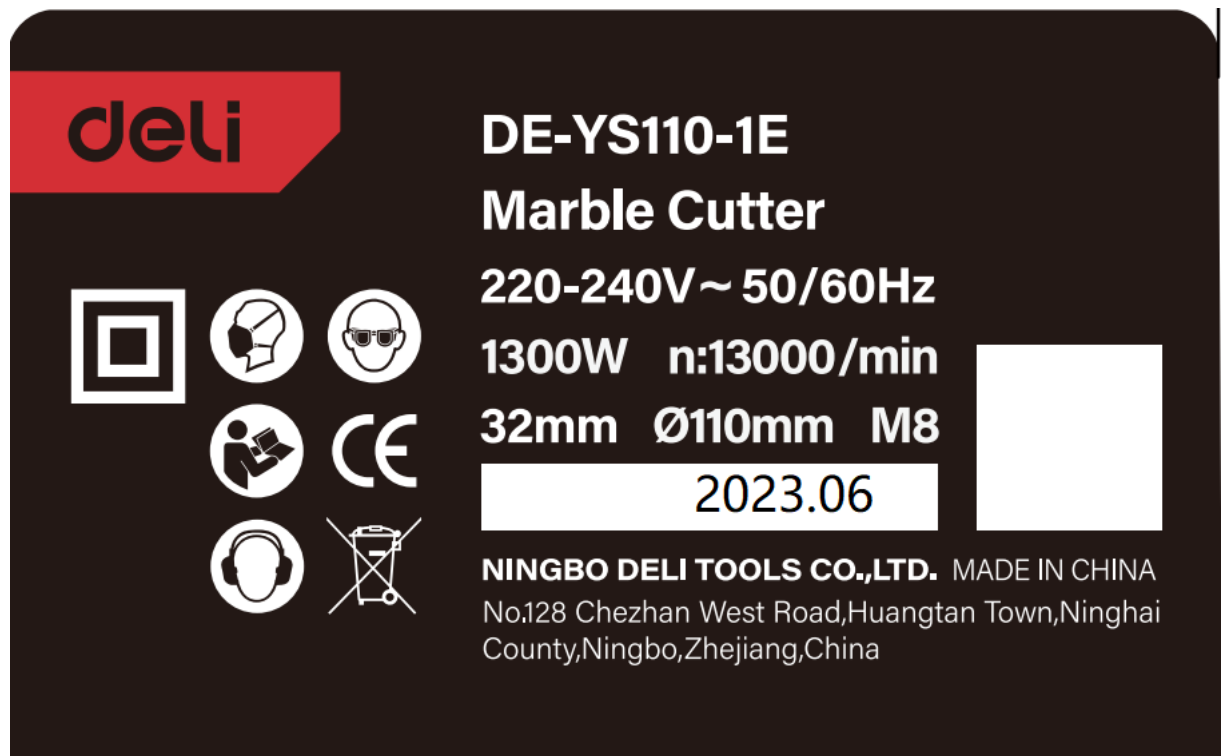 deli
DE-YS110-1E
Marble Cutter
220-240V~50/60Hz
1300W n:13000/min
32mm Ø110mm M8
CE
2023.06
NINGBO DELI TOOLS CO.,LTD. MADE IN CHINA
No.128 Chezhan West Road,Huangtan Town,Ninghai
County,Ningbo,Zhejiang,China